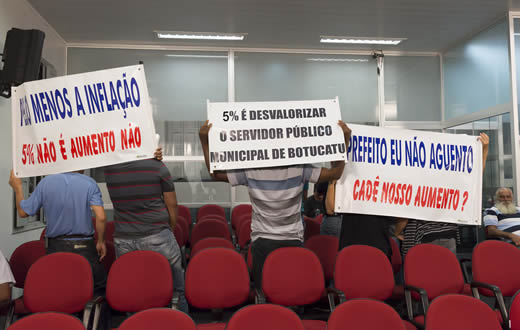 MENOS A INFLAÇÃO
5% NÃO É AUMENTO NÃO
5% É DESVALORIZAR
O SERVIDOR PÚBLICO
MUNICIPAL DE BOTUCATU
PREFEITO EU NÃO AGUENTO
CADÊ NOSSO AUMENTO ?